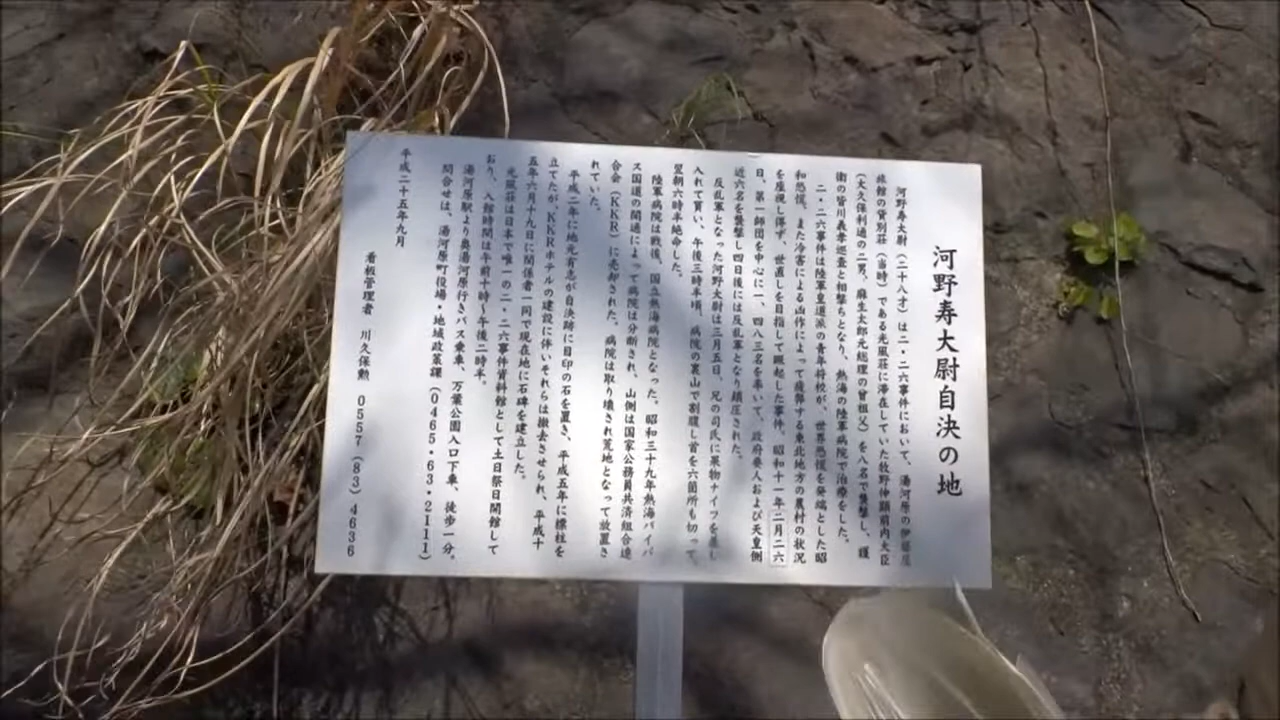 河野寿大尉自決の地
河野寿大尉(二十八才)は二・二六事件において、湯河原の伊藤屋
旅館の貸別荘(当時)である光風荘に滞在していた牧野伸顕前内大臣
(大久保利通の二男、麻生太郎元総理の曾祖父)を八名で襲撃し、護
衛の皆川義孝巡査と相撃ちとなり、熱海の陸軍病院で治療をした。
二・二六事件は陸軍皇道派の青年将校が、世界恐慌を発端とした昭
和恐慌、また冷害による凶作によって疲弊する東北地方の農村の状況
を座視し得ず、世直しを目指して蹶起した事件。昭和十一年二月二六
日、第一師団を中心に一、四八三名を率いて、政府要人および天皇側
近六名を襲撃し四日後には反乱軍となり鎮圧された。
反乱軍となった河野大尉は三月五日、兄の司氏に果物ナイフを差し
入れて貰い、午後三時半頃、病院の裏山で割腹し首を六箇所も切って、
翌朝六時半絶命した。
陸軍病院は戦後、国立熱海病院となった。昭和三十九年熱海バイパ
ス国道の開通によって病院は分断され、山側は国家公務員共済組合連
合会(KKR)に売却された。病院は取り壊され荒地となって放置さ
れていた。
平成二年に地元有志が自決跡に目印の石を置き、平成五年に標柱を
立てたが、KKRホテルの建設に伴いそれらは撤去させられ、平成十
五年六月十九日に関係者一同で現在地に石碑を建立した。
光風荘は日本で唯一の二・二六事件資料館として土日祭日開館して
おり、入館時間は午前十時~午後二時半。
湯河原駅より奥湯河原行きバス乗車、万葉公園入口下車、徒歩一分。
問合せは、湯河原町役場・地域政策課(0465・63・2111)
平成二十五年九月
看板管理者 川久保勲 0557(83)4636